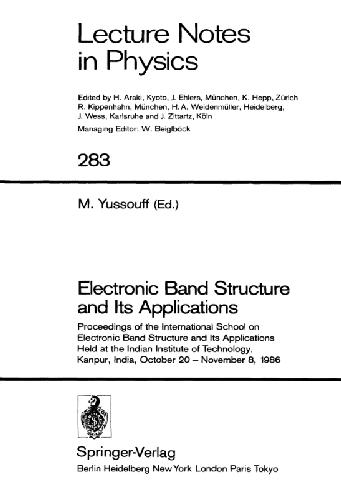 Lecture Notes
in Physics
Edited by H. Araki, Kyoto, J. Ehlers, München, K. Hepp, Zürich
R. Kippenhahn, München, H. A. Weidenmüller, Heidelberg,
J. Wess, Karlsruhe and J. Zittartz, Köln
Managing Editor: W. Beiglböck
283
M. Yussouff (Ed.)
Electronic Band Structure
and Its Applications
Proceedings of the International School on
Electronic Band Structure and Its Applications
Held at the Indian Institute of Technology,
Kanpur, India, October 20 – November 8, 1986
Springer-Verlag
Berlin Heidelberg New York London Paris Tokyo